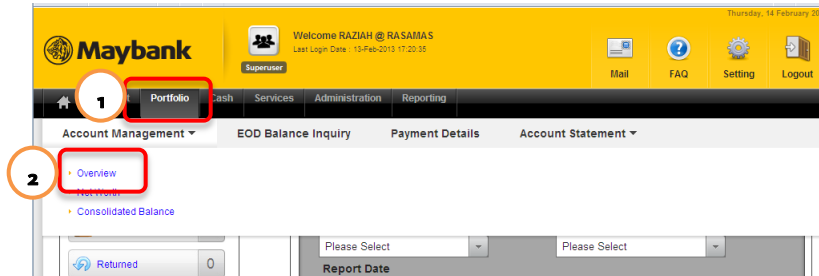 Thursday, 14 February 20
Maybank
Welcome RAZIAH @ RASAMAS
Last Login Date : 13-Feb-2013 17:20:35
Superuser
Mail FAQ Setting Logout
1
Portfolio Cash Services Administration Reporting
Account Management EOD Balance Inquiry Payment Details Account Statement
2
Overview
Net Worth
Consolidated Balance
Please Select Please Select
Returned 0
Report Date